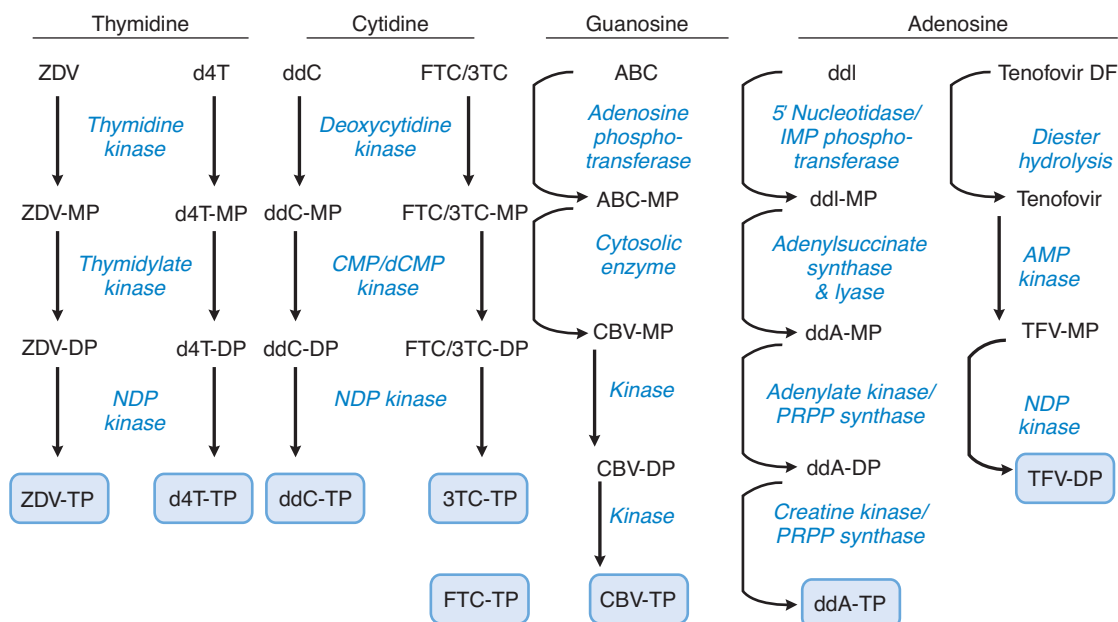 Thymidine
Cytidine
Guanosine
Adenosine
ZDV
d4T
ddC
FTC/3TC
ABC
ddI
Tenofovir DF
Thymidine
kinase
Deoxycytidine
kinase
Adenosine
phospho-
transferase
5′ Nucleotidase/
IMP phospho-
transferase
Diester
hydrolysis
ZDV-MP
d4T-MP
ddC-MP
FTC/3TC-MP
ABC-MP
ddI-MP
Tenofovir
Thymidylate
kinase
CMP/dCMP
kinase
Cytosolic
enzyme
Adenylsuccinate
synthase
& lyase
AMP
kinase
ZDV-DP
d4T-DP
ddC-DP
FTC/3TC-DP
CBV-MP
ddA-MP
TFV-MP
NDP
kinase
NDP kinase
Kinase
Adenylate kinase/
PRPP synthase
NDP
kinase
ZDV-TP
d4T-TP
ddC-TP
3TC-TP
CBV-DP
ddA-DP
TFV-DP
Kinase
Creatine kinase/
PRPP synthase
FTC-TP
CBV-TP
ddA-TP